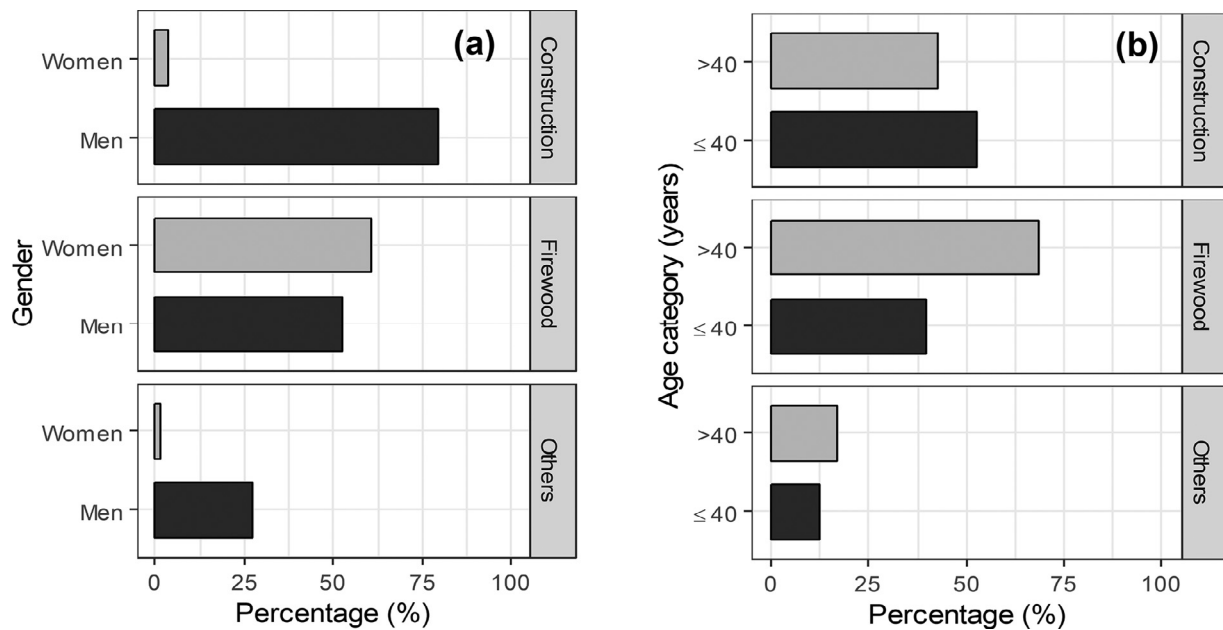 (a)
Gender
Women
Men
Construction
Women
Men
Firewood
Women
Men
Others
0 25 50 75 100
Percentage (%)
(b)
Age category (years)
>40
≤ 40
Construction
>40
≤ 40
Firewood
>40
≤ 40
Others
0 25 50 75 100
Percentage (%)